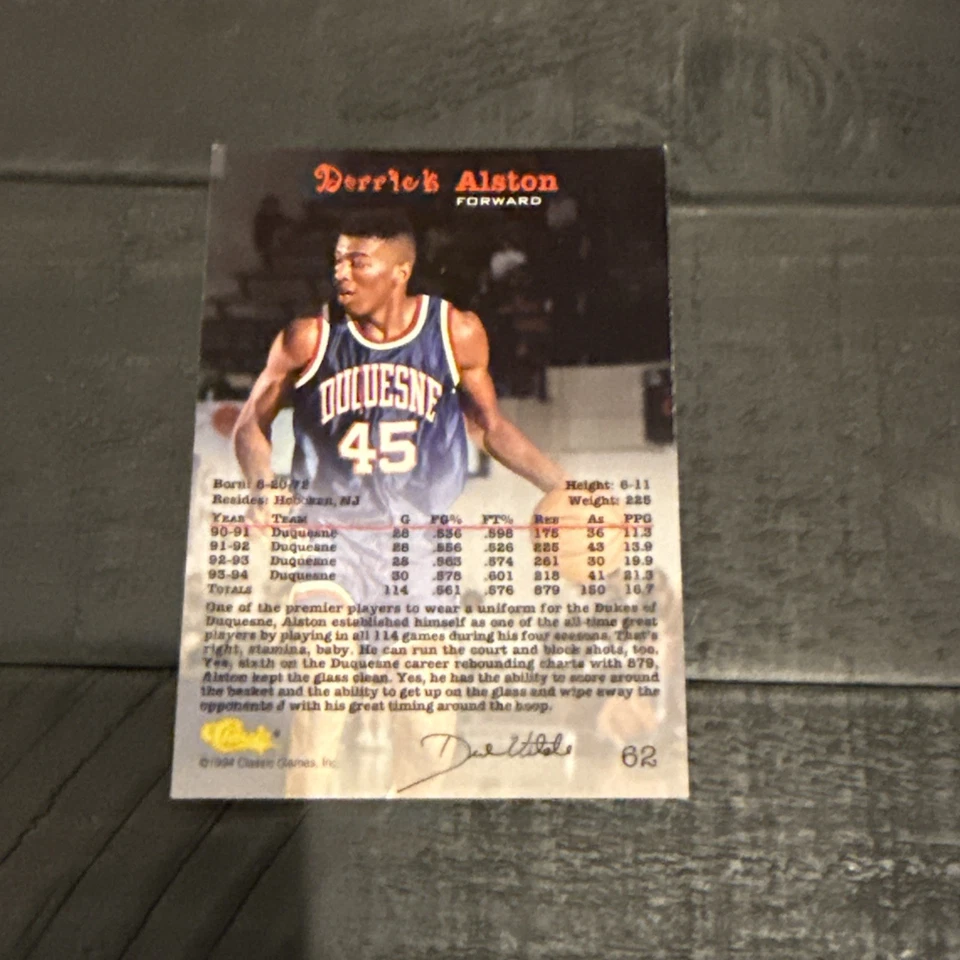 Derrick Alston
FORWARD
DUQUESNE
45
Born: 8-20-72 Height: 6-11
Resides: Hoboken, NJ Weight: 225
YEAR TEAM G FG% FT% REB AS PPG
90-91 Duquesne 28 .536 .598 175 36 11.3
91-92 Duquesne 28 .556 .526 225 43 13.9
92-93 Duquesne 28 .563 .574 261 30 19.9
93-94 Duquesne 30 .578 .601 218 41 21.3
TOTALS 114 .561 .576 879 150 16.7
One of the premier players to wear a uniform for the Dukes of
Duquesne, Alston established himself as one of the all-time great
players by playing in all 114 games during his four seasons. That's
right, stamina, baby. He can run the court and block shots, too.
Yes, sixth on the Duquesne career rebounding charts with 879,
Alston kept the glass clean. Yes, he has the ability to score around
the basket and the ability to get up on the glass and wipe away the
opponents d with his great timing around the hoop.
Classic
©1994 Classic Games, Inc.
62